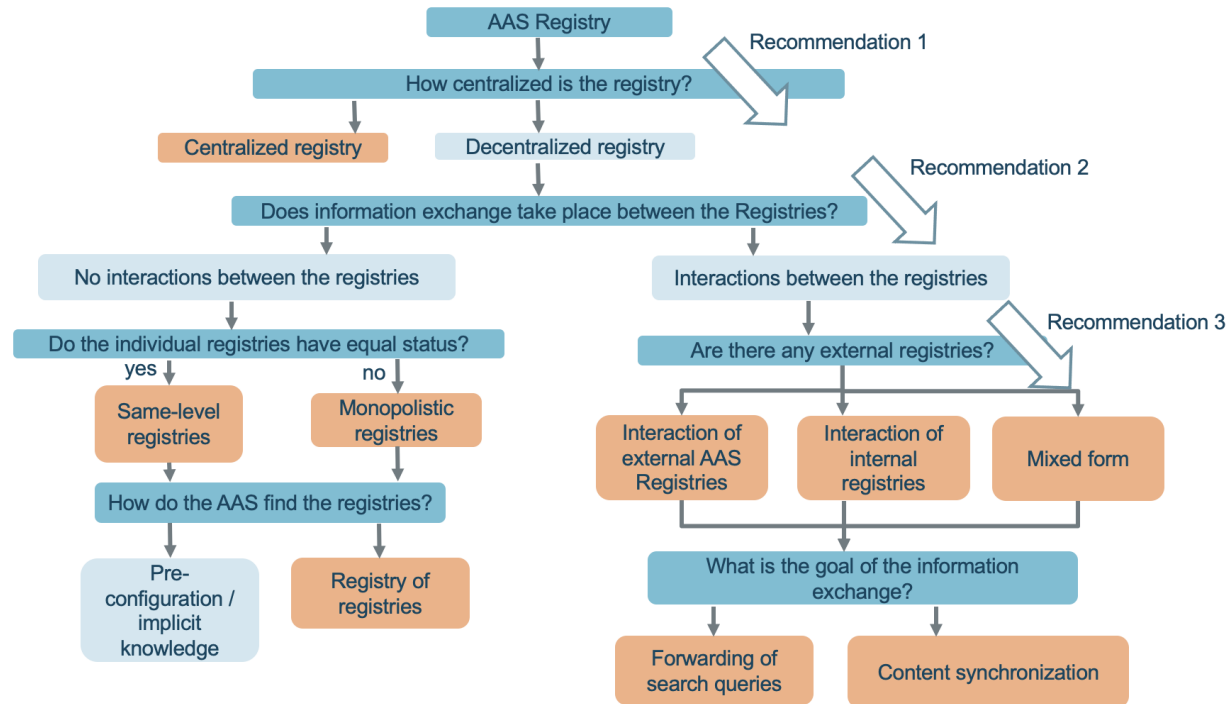 AAS Registry
Recommendation 1
How centralized is the registry?
Centralized registry
Decentralized registry
Recommendation 2
Does information exchange take place between the Registries?
No interactions between the registries
Interactions between the registries
Recommendation 3
Do the individual registries have equal status?
Are there any external registries?
yes
no
Same-level
registries
Monopolistic
registries
Interaction of
external AAS
Registries
Interaction of
internal
registries
Mixed form
How do the AAS find the registries?
What is the goal of the information
exchange?
Pre-
configuration /
implicit
knowledge
Registry of
registries
Forwarding of
search queries
Content synchronization